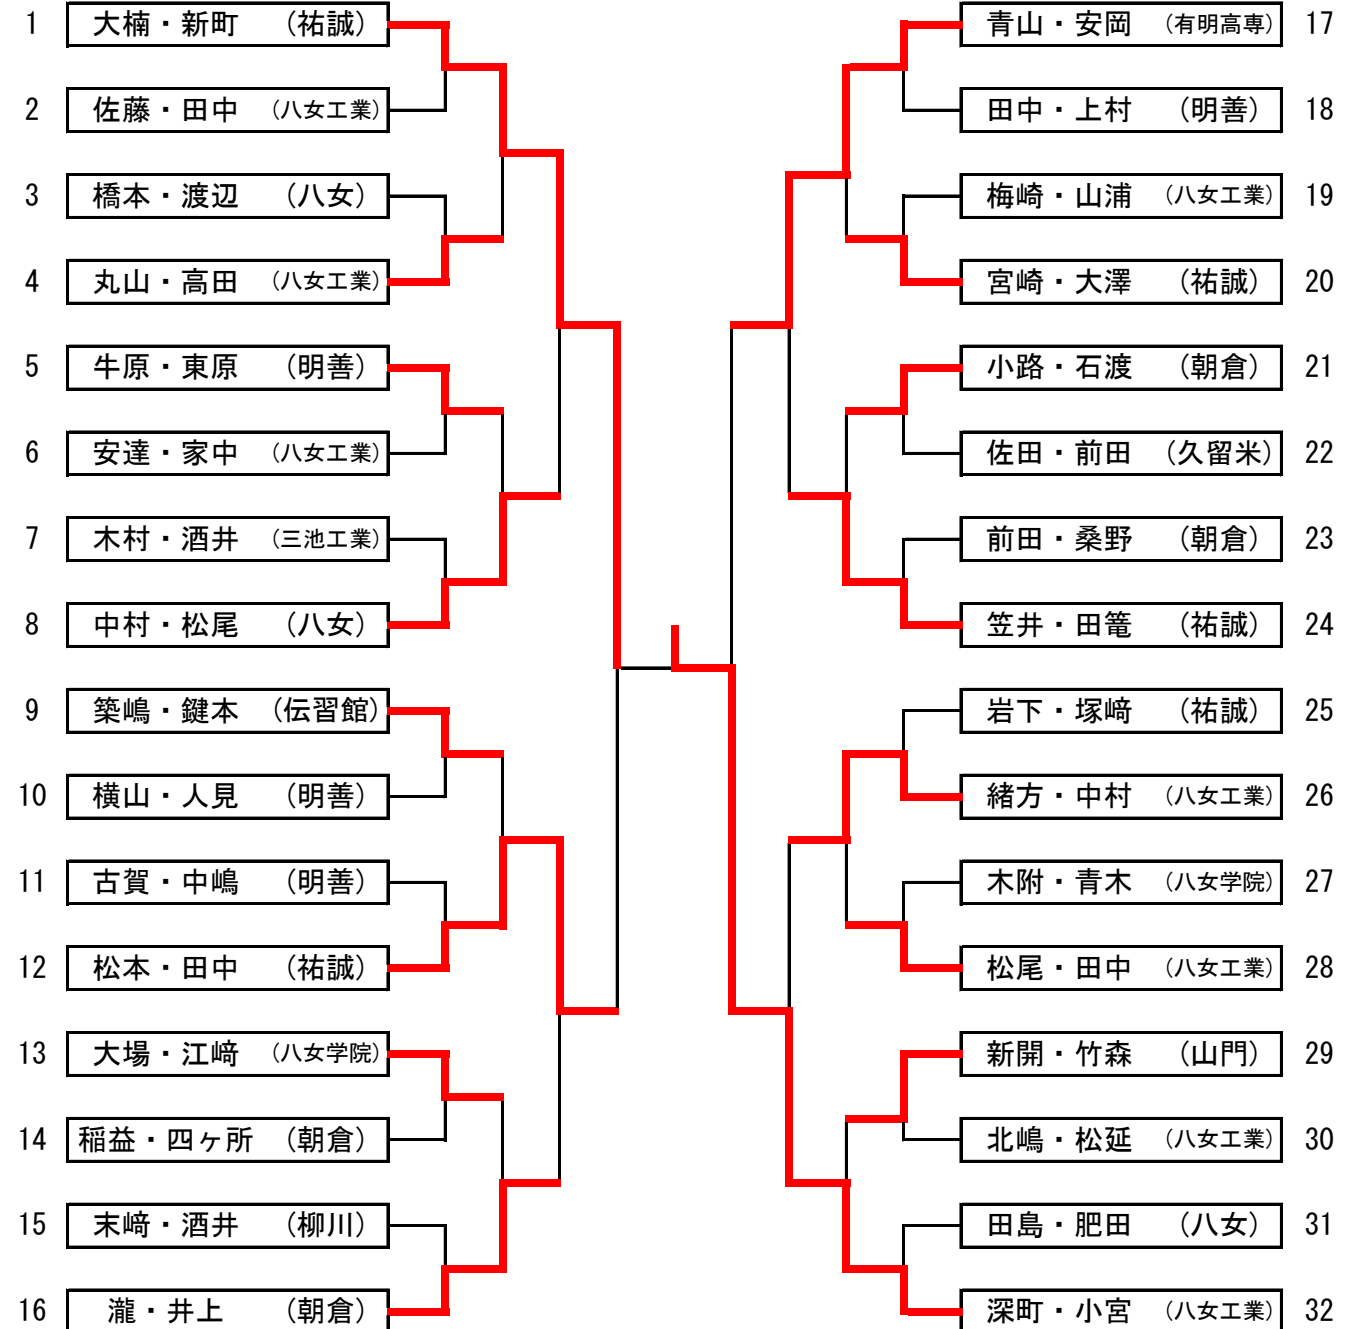 1 大楠・新町 （祐誠）
2 佐藤・田中 （八女工業）
3 橋本・渡辺 （八女）
4 丸山・高田 （八女工業）
5 牛原・東原 （明善）
6 安達・家中 （八女工業）
7 木村・酒井 （三池工業）
8 中村・松尾 （八女）
9 築嶋・鍵本 （伝習館）
10 横山・人見 （明善）
11 古賀・中嶋 （明善）
12 松本・田中 （祐誠）
13 大場・江﨑 （八女学院）
14 稲益・四ヶ所 （朝倉）
15 末﨑・酒井 （柳川）
16 瀧・井上 （朝倉）
青山・安岡 （有明高専） 17
田中・上村 （明善） 18
梅崎・山浦 （八女工業） 19
宮崎・大澤 （祐誠） 20
小路・石渡 （朝倉） 21
佐田・前田 （久留米） 22
前田・桑野 （朝倉） 23
笠井・田篭 （祐誠） 24
岩下・塚﨑 （祐誠） 25
緒方・中村 （八女工業） 26
木附・青木 （八女学院） 27
松尾・田中 （八女工業） 28
新開・竹森 （山門） 29
北嶋・松延 （八女工業） 30
田島・肥田 （八女） 31
深町・小宮 （八女工業） 32